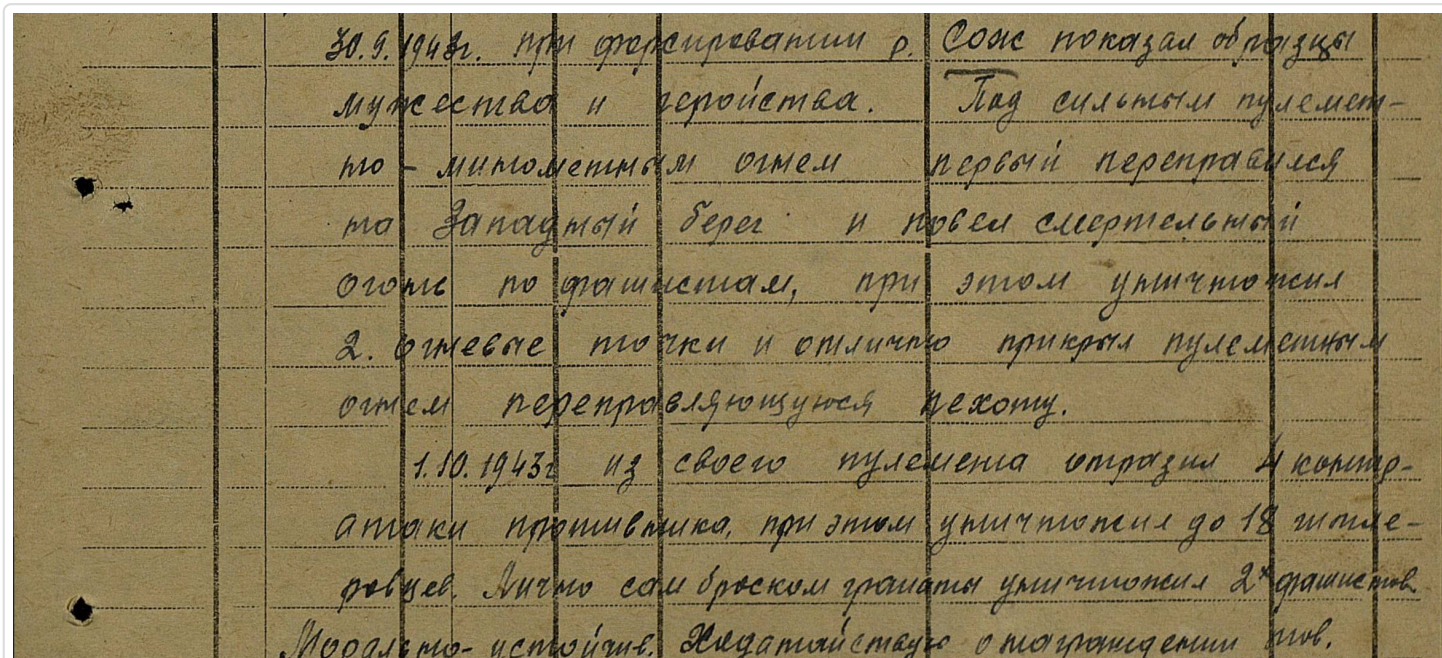 30.9.1943г. при форсировании р. Сож показал образцы
мужества и геройства. Под сильным пулемет-
но - минометным огнем первый переправился
на Западный берег и повел смертельный
огонь по фашистам, при этом уничтожил
2. огневые точки и отлично прикрыл пулеметным
огнем переправляющуюся пехоту.
1.10.1943г из своего пулемета отразил 4 контр-
атаки противника, при этом уничтожил до 18 гитле-
ровцев. Лично сам броском гранаты уничтожил 2х фашистов
Морально-устойчив. Ходатайствую о награждении тов.